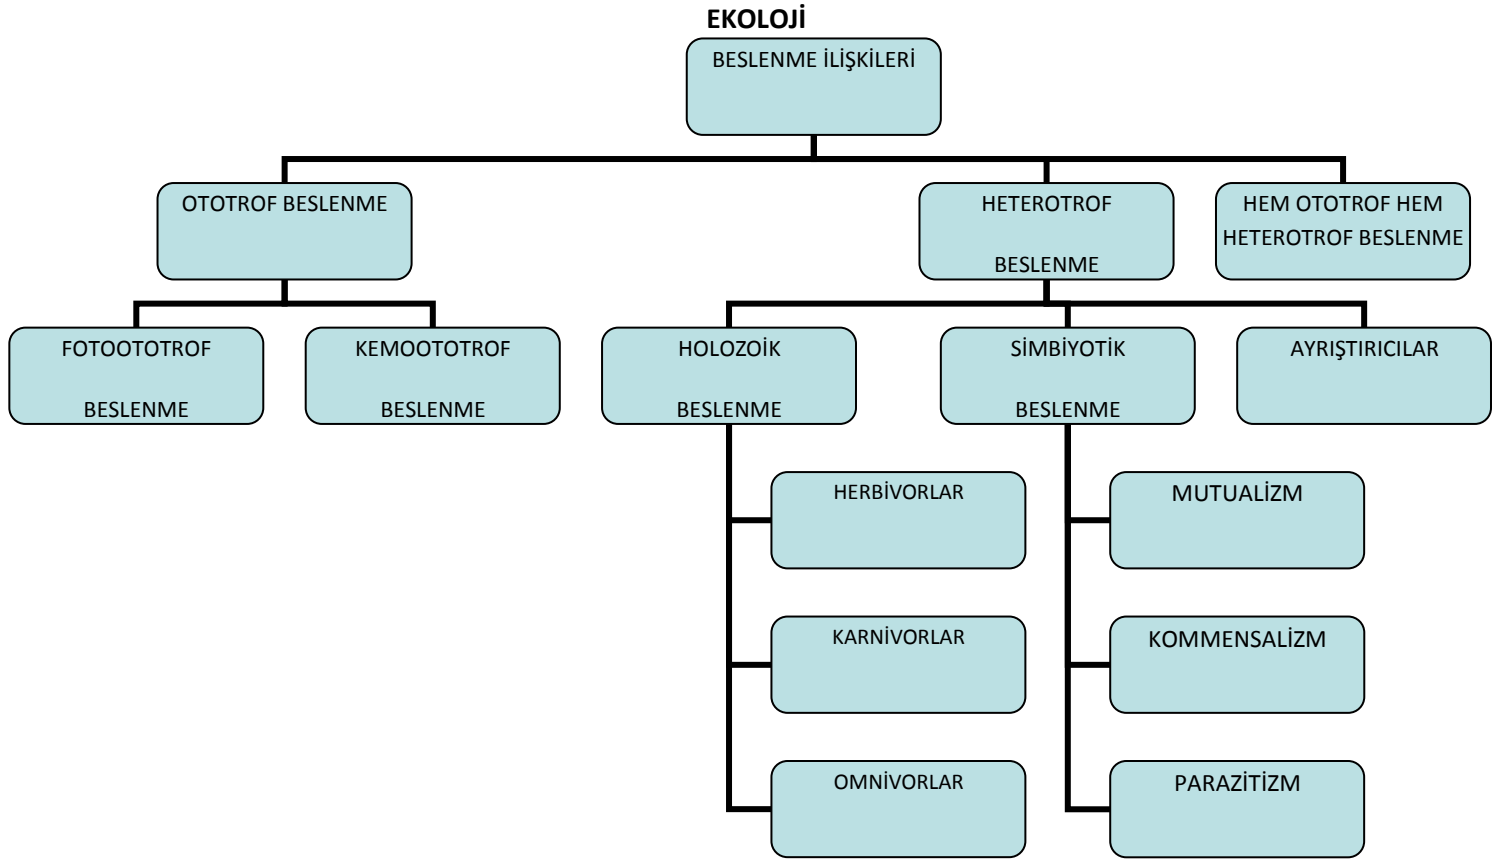 EKOLOJİ
BESLENME İLİŞKİLERİ
OTOTROF BESLENME
HETEROTROF
BESLENME
HEM OTOTROF HEM
HETEROTROF BESLENME
FOTOOTOTROF
BESLENME
KEMOOTOTROF
BESLENME
HOLOZOİK
BESLENME
SİMBİYOTİK
BESLENME
AYRIŞTIRICILAR
HERBİVORLAR
KARNİVORLAR
OMNİVORLAR
MUTUALİZM
KOMMENSALİZM
PARAZİTİZM